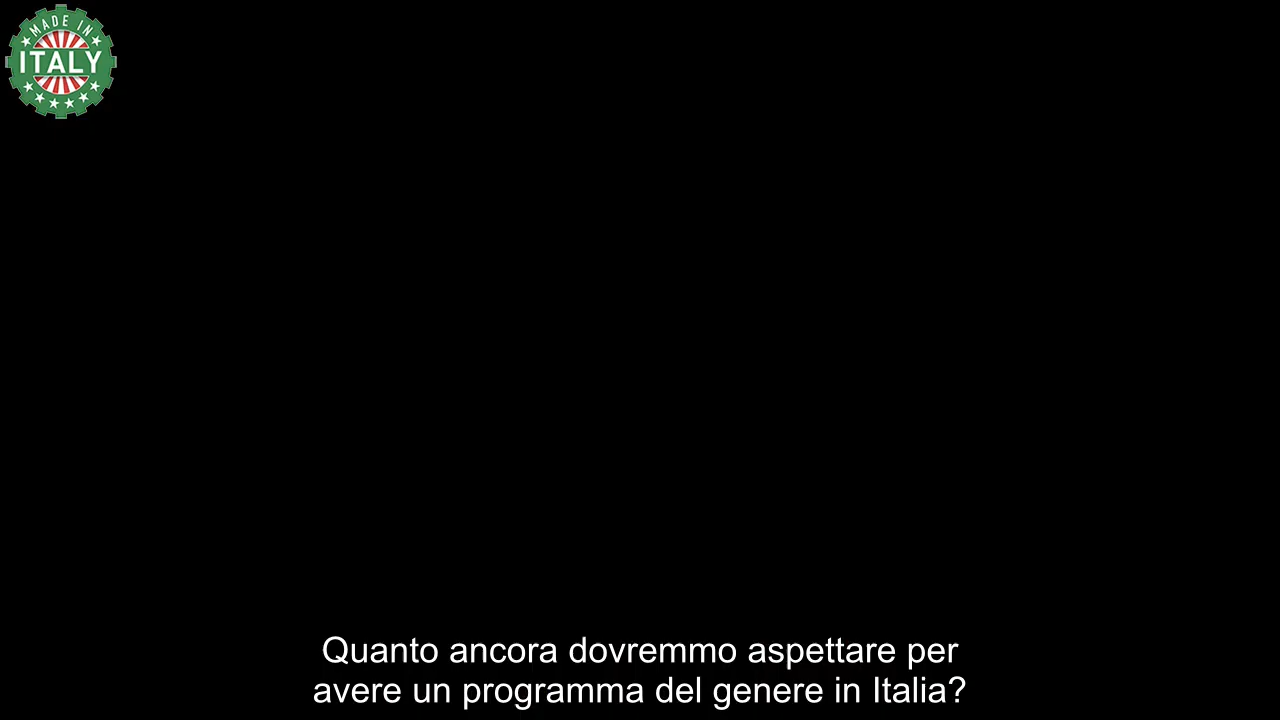 MADE IN
ITALY
Quanto ancora dovremmo aspettare per
avere un programma del genere in Italia?